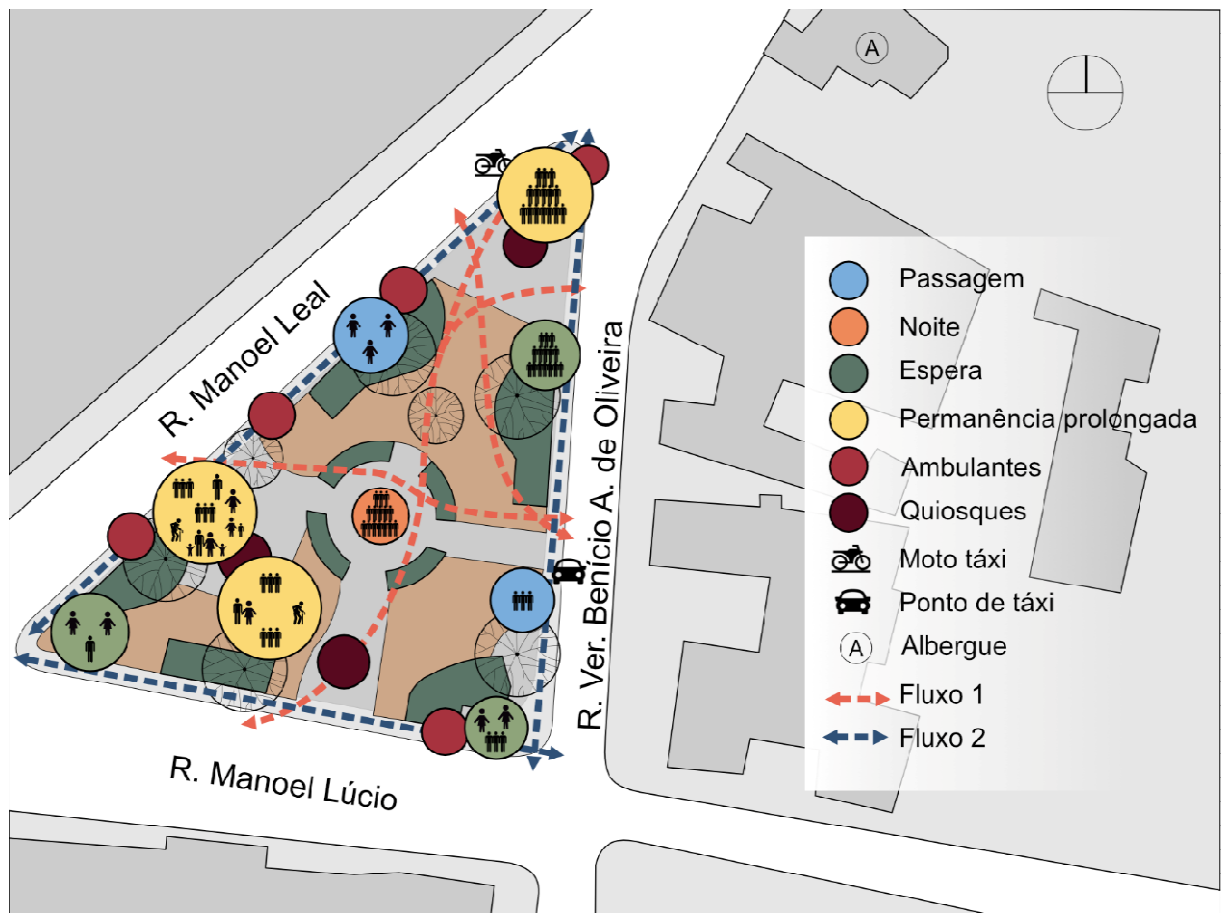 A
R. Manoel Leal
R. Ver. Benício A. de Oliveira
R. Manoel Lúcio
Passagem
Noite
Espera
Permanência prolongada
Ambulantes
Quiosques
Moto táxi
Ponto de táxi
A Albergue
Fluxo 1
Fluxo 2